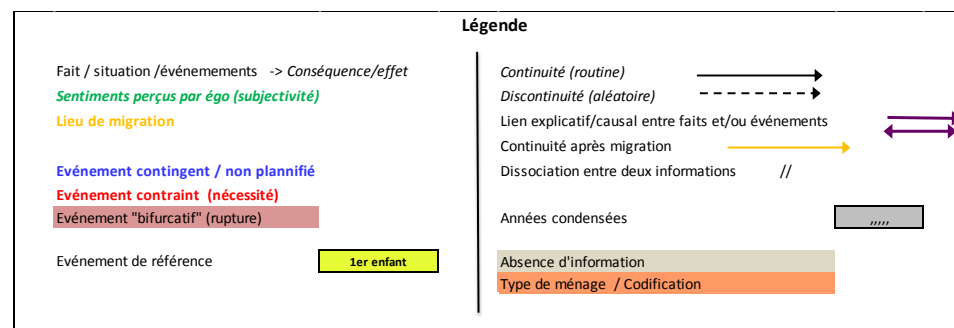 Légende
Fait / situation /événemements -> Conséquence/effet
Sentiments perçus par égo (subjectivité)
Lieu de migration
Evénement contingent / non plannifié
Evénement contraint (nécessité)
Evénement "bifurcatif" (rupture)
Evénement de référence 1er enfant
Continuité (routine)
Discontinuité (aléatoire)
Lien explicatif/causal entre faits et/ou événements
Continuité après migration
Dissociation entre deux informations //
Années condensées ,,,,,
Absence d'information
Type de ménage / Codification